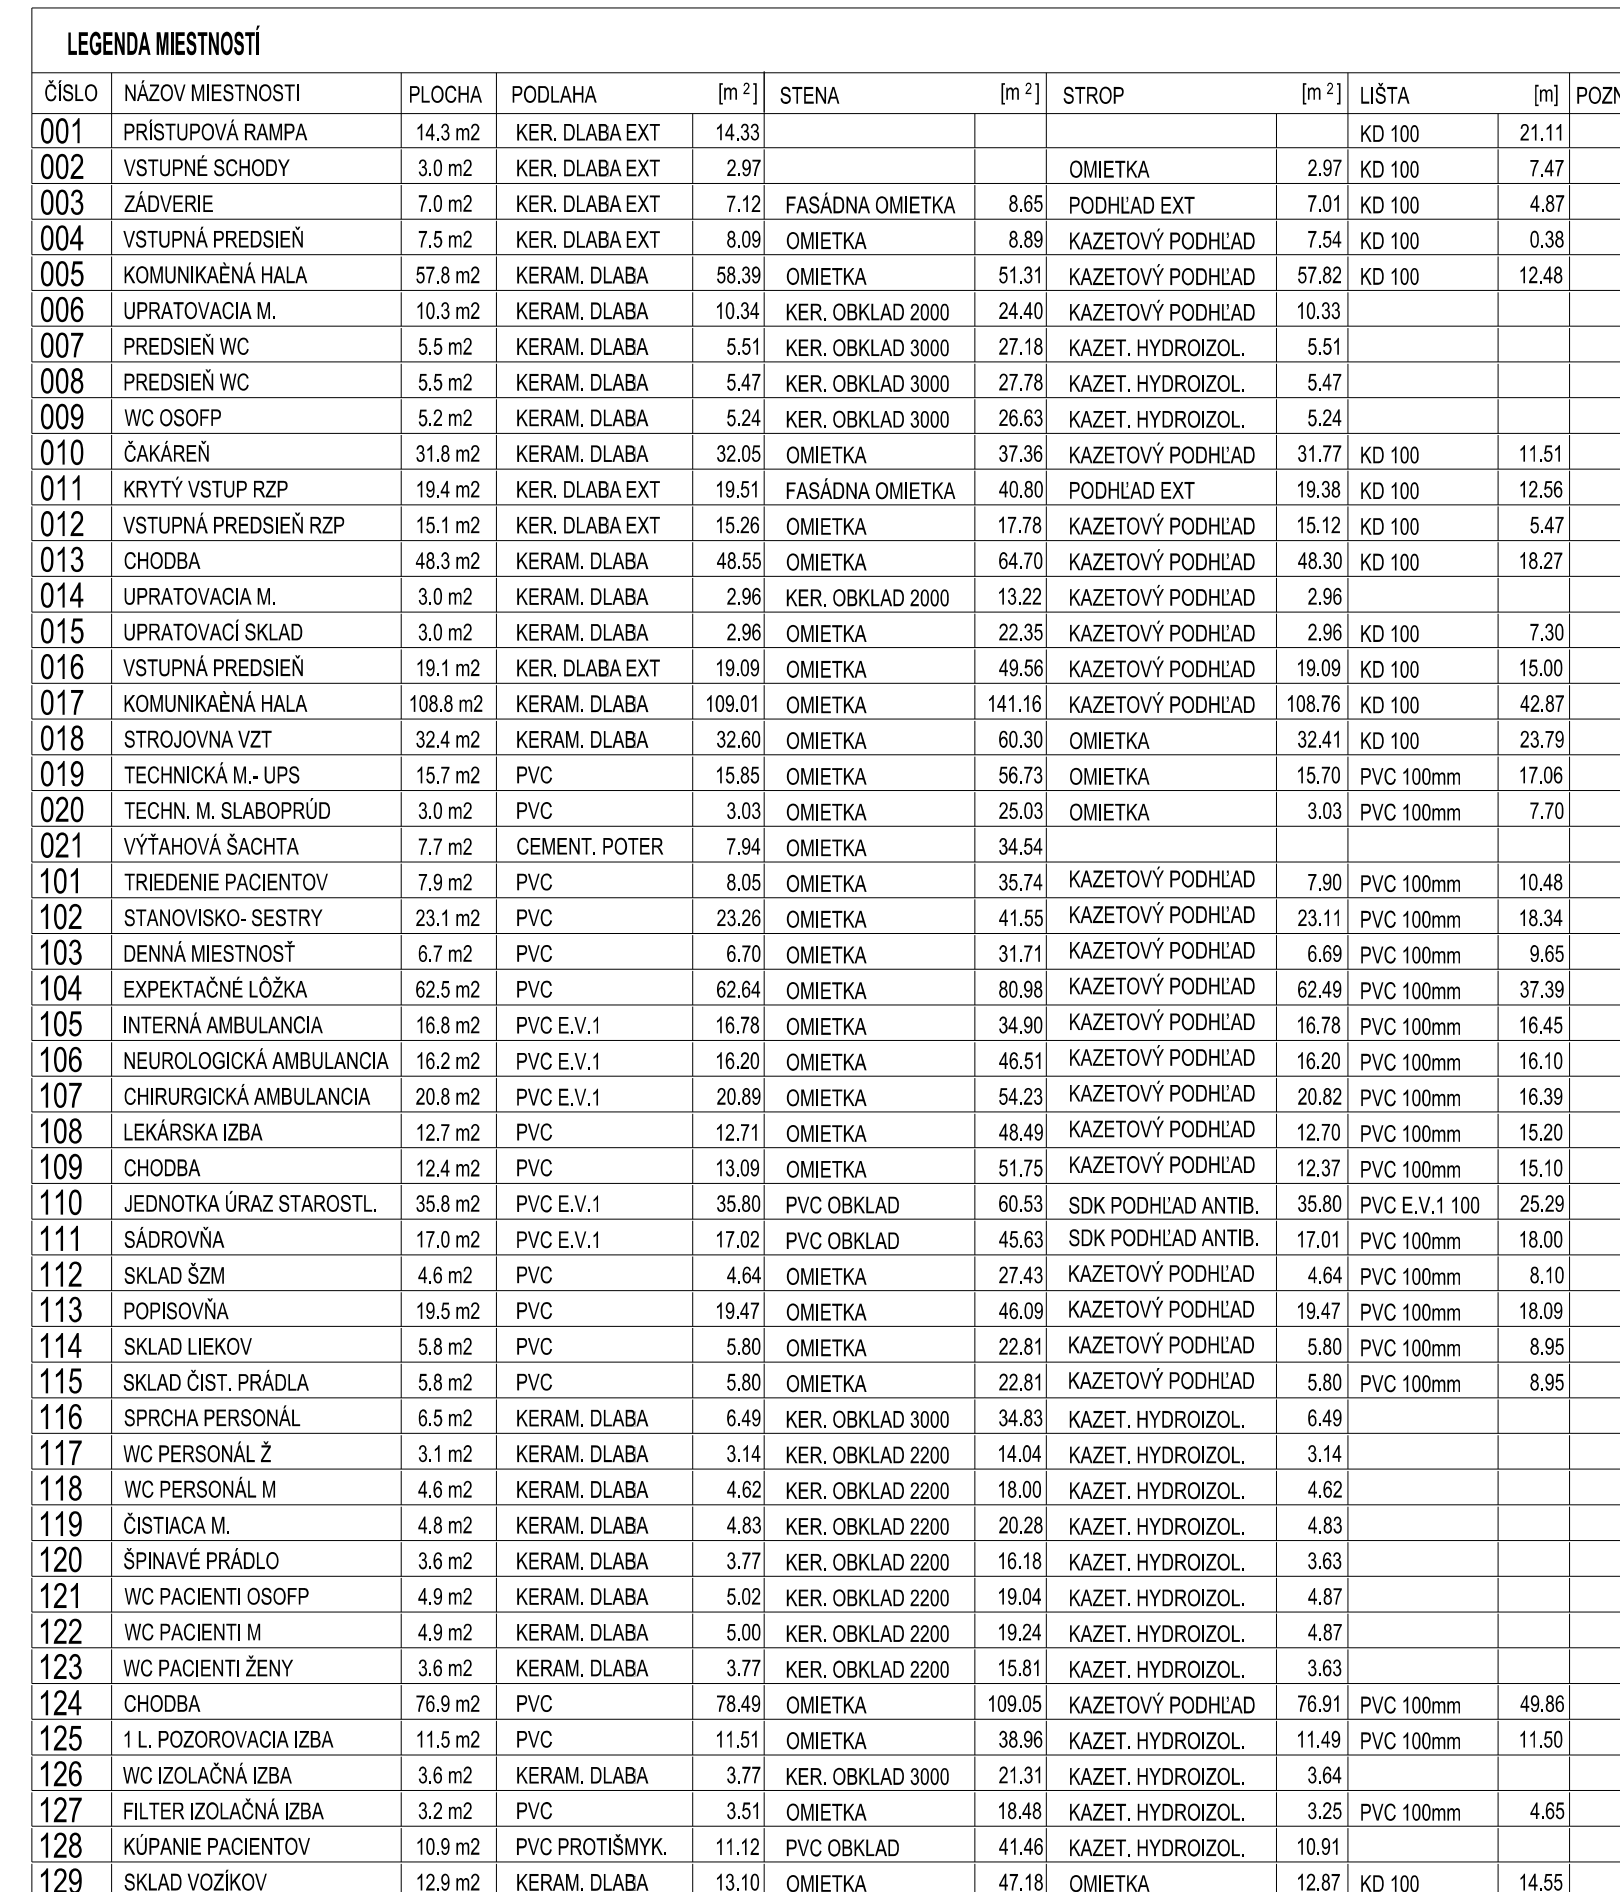 LEGENDA MIESTNOSTÍ
ČÍSLO NÁZOV MIESTNOSTI PLOCHA PODLAHA [m 2] STENA [m 2] STROP [m 2] LIŠTA [m] POZN
001 PRÍSTUPOVÁ RAMPA 14.3 m2 KER. DLABA EXT 14.33 KD 100 21.11
002 VSTUPNÉ SCHODY 3.0 m2 KER. DLABA EXT 2.97 OMIETKA 2.97 KD 100 7.47
003 ZÁDVERIE 7.0 m2 KER. DLABA EXT 7.12 FASÁDNA OMIETKA 8.65 PODHĽAD EXT 7.01 KD 100 4.87
004 VSTUPNÁ PREDSIEŇ 7.5 m2 KER. DLABA EXT 8.09 OMIETKA 8.89 KAZETOVÝ PODHĽAD 7.54 KD 100 0.38
005 KOMUNIKAÈNÁ HALA 57.8 m2 KERAM. DLABA 58.39 OMIETKA 51.31 KAZETOVÝ PODHĽAD 57.82 KD 100 12.48
006 UPRATOVACIA M. 10.3 m2 KERAM. DLABA 10.34 KER. OBKLAD 2000 24.40 KAZETOVÝ PODHĽAD 10.33
007 PREDSIEŇ WC 5.5 m2 KERAM. DLABA 5.51 KER. OBKLAD 3000 27.18 KAZET. HYDROIZOL. 5.51
008 PREDSIEŇ WC 5.5 m2 KERAM. DLABA 5.47 KER. OBKLAD 3000 27.78 KAZET. HYDROIZOL. 5.47
009 WC OSOFP 5.2 m2 KERAM. DLABA 5.24 KER. OBKLAD 3000 26.63 KAZET. HYDROIZOL. 5.24
010 ČAKÁREŇ 31.8 m2 KERAM. DLABA 32.05 OMIETKA 37.36 KAZETOVÝ PODHĽAD 31.77 KD 100 11.51
011 KRYTÝ VSTUP RZP 19.4 m2 KER. DLABA EXT 19.51 FASÁDNA OMIETKA 40.80 PODHĽAD EXT 19.38 KD 100 12.56
012 VSTUPNÁ PREDSIEŇ RZP 15.1 m2 KER. DLABA EXT 15.26 OMIETKA 17.78 KAZETOVÝ PODHĽAD 15.12 KD 100 5.47
013 CHODBA 48.3 m2 KERAM. DLABA 48.55 OMIETKA 64.70 KAZETOVÝ PODHĽAD 48.30 KD 100 18.27
014 UPRATOVACIA M. 3.0 m2 KERAM. DLABA 2.96 KER. OBKLAD 2000 13.22 KAZETOVÝ PODHĽAD 2.96
015 UPRATOVACÍ SKLAD 3.0 m2 KERAM. DLABA 2.96 OMIETKA 22.35 KAZETOVÝ PODHĽAD 2.96 KD 100 7.30
016 VSTUPNÁ PREDSIEŇ 19.1 m2 KER. DLABA EXT 19.09 OMIETKA 49.56 KAZETOVÝ PODHĽAD 19.09 KD 100 15.00
017 KOMUNIKAÈNÁ HALA 108.8 m2 KERAM. DLABA 109.01 OMIETKA 141.16 KAZETOVÝ PODHĽAD 108.76 KD 100 42.87
018 STROJOVNA VZT 32.4 m2 KERAM. DLABA 32.60 OMIETKA 60.30 OMIETKA 32.41 KD 100 23.79
019 TECHNICKÁ M.- UPS 15.7 m2 PVC 15.85 OMIETKA 56.73 OMIETKA 15.70 PVC 100mm 17.06
020 TECHN. M. SLABOPRÚD 3.0 m2 PVC 3.03 OMIETKA 25.03 OMIETKA 3.03 PVC 100mm 7.70
021 VÝŤAHOVÁ ŠACHTA 7.7 m2 CEMENT. POTER 7.94 OMIETKA 34.54
101 TRIEDENIE PACIENTOV 7.9 m2 PVC 8.05 OMIETKA 35.74 KAZETOVÝ PODHĽAD 7.90 PVC 100mm 10.48
102 STANOVISKO- SESTRY 23.1 m2 PVC 23.26 OMIETKA 41.55 KAZETOVÝ PODHĽAD 23.11 PVC 100mm 18.34
103 DENNÁ MIESTNOSŤ 6.7 m2 PVC 6.70 OMIETKA 31.71 KAZETOVÝ PODHĽAD 6.69 PVC 100mm 9.65
104 EXPEKTAČNÉ LÔŽKA 62.5 m2 PVC 62.64 OMIETKA 80.98 KAZETOVÝ PODHĽAD 62.49 PVC 100mm 37.39
105 INTERNÁ AMBULANCIA 16.8 m2 PVC E.V.1 16.78 OMIETKA 34.90 KAZETOVÝ PODHĽAD 16.78 PVC 100mm 16.45
106 NEUROLOGICKÁ AMBULANCIA 16.2 m2 PVC E.V.1 16.20 OMIETKA 46.51 KAZETOVÝ PODHĽAD 16.20 PVC 100mm 16.10
107 CHIRURGICKÁ AMBULANCIA 20.8 m2 PVC E.V.1 20.89 OMIETKA 54.23 KAZETOVÝ PODHĽAD 20.82 PVC 100mm 16.39
108 LEKÁRSKA IZBA 12.7 m2 PVC 12.71 OMIETKA 48.49 KAZETOVÝ PODHĽAD 12.70 PVC 100mm 15.20
109 CHODBA 12.4 m2 PVC 13.09 OMIETKA 51.75 KAZETOVÝ PODHĽAD 12.37 PVC 100mm 15.10
110 JEDNOTKA ÚRAZ STAROSTL. 35.8 m2 PVC E.V.1 35.80 PVC OBKLAD 60.53 SDK PODHĽAD ANTIB. 35.80 PVC E.V.1 100 25.29
111 SÁDROVŇA 17.0 m2 PVC E.V.1 17.02 PVC OBKLAD 45.63 SDK PODHĽAD ANTIB. 17.01 PVC 100mm 18.00
112 SKLAD ŠZM 4.6 m2 PVC 4.64 OMIETKA 27.43 KAZETOVÝ PODHĽAD 4.64 PVC 100mm 8.10
113 POPISOVŇA 19.5 m2 PVC 19.47 OMIETKA 46.09 KAZETOVÝ PODHĽAD 19.47 PVC 100mm 18.09
114 SKLAD LIEKOV 5.8 m2 PVC 5.80 OMIETKA 22.81 KAZETOVÝ PODHĽAD 5.80 PVC 100mm 8.95
115 SKLAD ČIST. PRÁDLA 5.8 m2 PVC 5.80 OMIETKA 22.81 KAZETOVÝ PODHĽAD 5.80 PVC 100mm 8.95
116 SPRCHA PERSONÁL 6.5 m2 KERAM. DLABA 6.49 KER. OBKLAD 3000 34.83 KAZET. HYDROIZOL. 6.49
117 WC PERSONÁL Ž 3.1 m2 KERAM. DLABA 3.14 KER. OBKLAD 2200 14.04 KAZET. HYDROIZOL. 3.14
118 WC PERSONÁL M 4.6 m2 KERAM. DLABA 4.62 KER. OBKLAD 2200 18.00 KAZET. HYDROIZOL. 4.62
119 ČISTIACA M. 4.8 m2 KERAM. DLABA 4.83 KER. OBKLAD 2200 20.28 KAZET. HYDROIZOL. 4.83
120 ŠPINAVÉ PRÁDLO 3.6 m2 KERAM. DLABA 3.77 KER. OBKLAD 2200 16.18 KAZET. HYDROIZOL. 3.63
121 WC PACIENTI OSOFP 4.9 m2 KERAM. DLABA 5.02 KER. OBKLAD 2200 19.04 KAZET. HYDROIZOL. 4.87
122 WC PACIENTI M 4.9 m2 KERAM. DLABA 5.00 KER. OBKLAD 2200 19.24 KAZET. HYDROIZOL. 4.87
123 WC PACIENTI ŽENY 3.6 m2 KERAM. DLABA 3.77 KER. OBKLAD 2200 15.81 KAZET. HYDROIZOL. 3.63
124 CHODBA 76.9 m2 PVC 78.49 OMIETKA 109.05 KAZETOVÝ PODHĽAD 76.91 PVC 100mm 49.86
125 1 L. POZOROVACIA IZBA 11.5 m2 PVC 11.51 OMIETKA 38.96 KAZET. HYDROIZOL. 11.49 PVC 100mm 11.50
126 WC IZOLAČNÁ IZBA 3.6 m2 KERAM. DLABA 3.77 KER. OBKLAD 3000 21.31 KAZET. HYDROIZOL. 3.64
127 FILTER IZOLAČNÁ IZBA 3.2 m2 PVC 3.51 OMIETKA 18.48 KAZET. HYDROIZOL. 3.25 PVC 100mm 4.65
128 KÚPANIE PACIENTOV 10.9 m2 PVC PROTIŠMYK. 11.12 PVC OBKLAD 41.46 KAZET. HYDROIZOL. 10.91
129 SKLAD VOZÍKOV 12.9 m2 KERAM. DLABA 13.10 OMIETKA 47.18 OMIETKA 12.87 KD 100 14.55